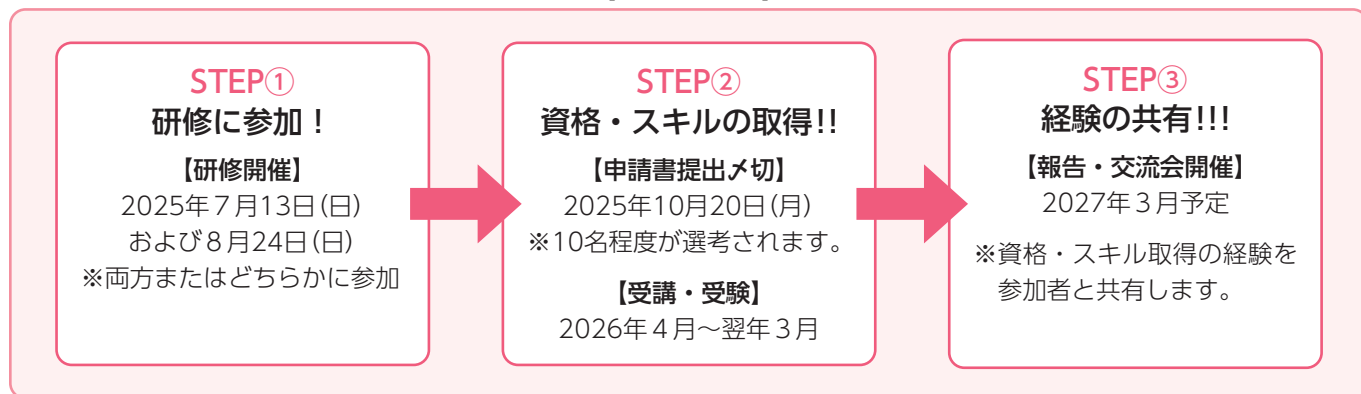 STEP①
研修に参加！
【研修開催】
2025年７月13日(日)
および８月24日(日)
※両方またはどちらかに参加
STEP②
資格・スキルの取得!!
【申請書提出〆切】
2025年10月20日(月)
※10名程度が選考されます。
【受講・受験】
2026年４月～翌年３月
STEP③
経験の共有!!!
【報告・交流会開催】
2027年３月予定
※資格・スキル取得の経験を
参加者と共有します。